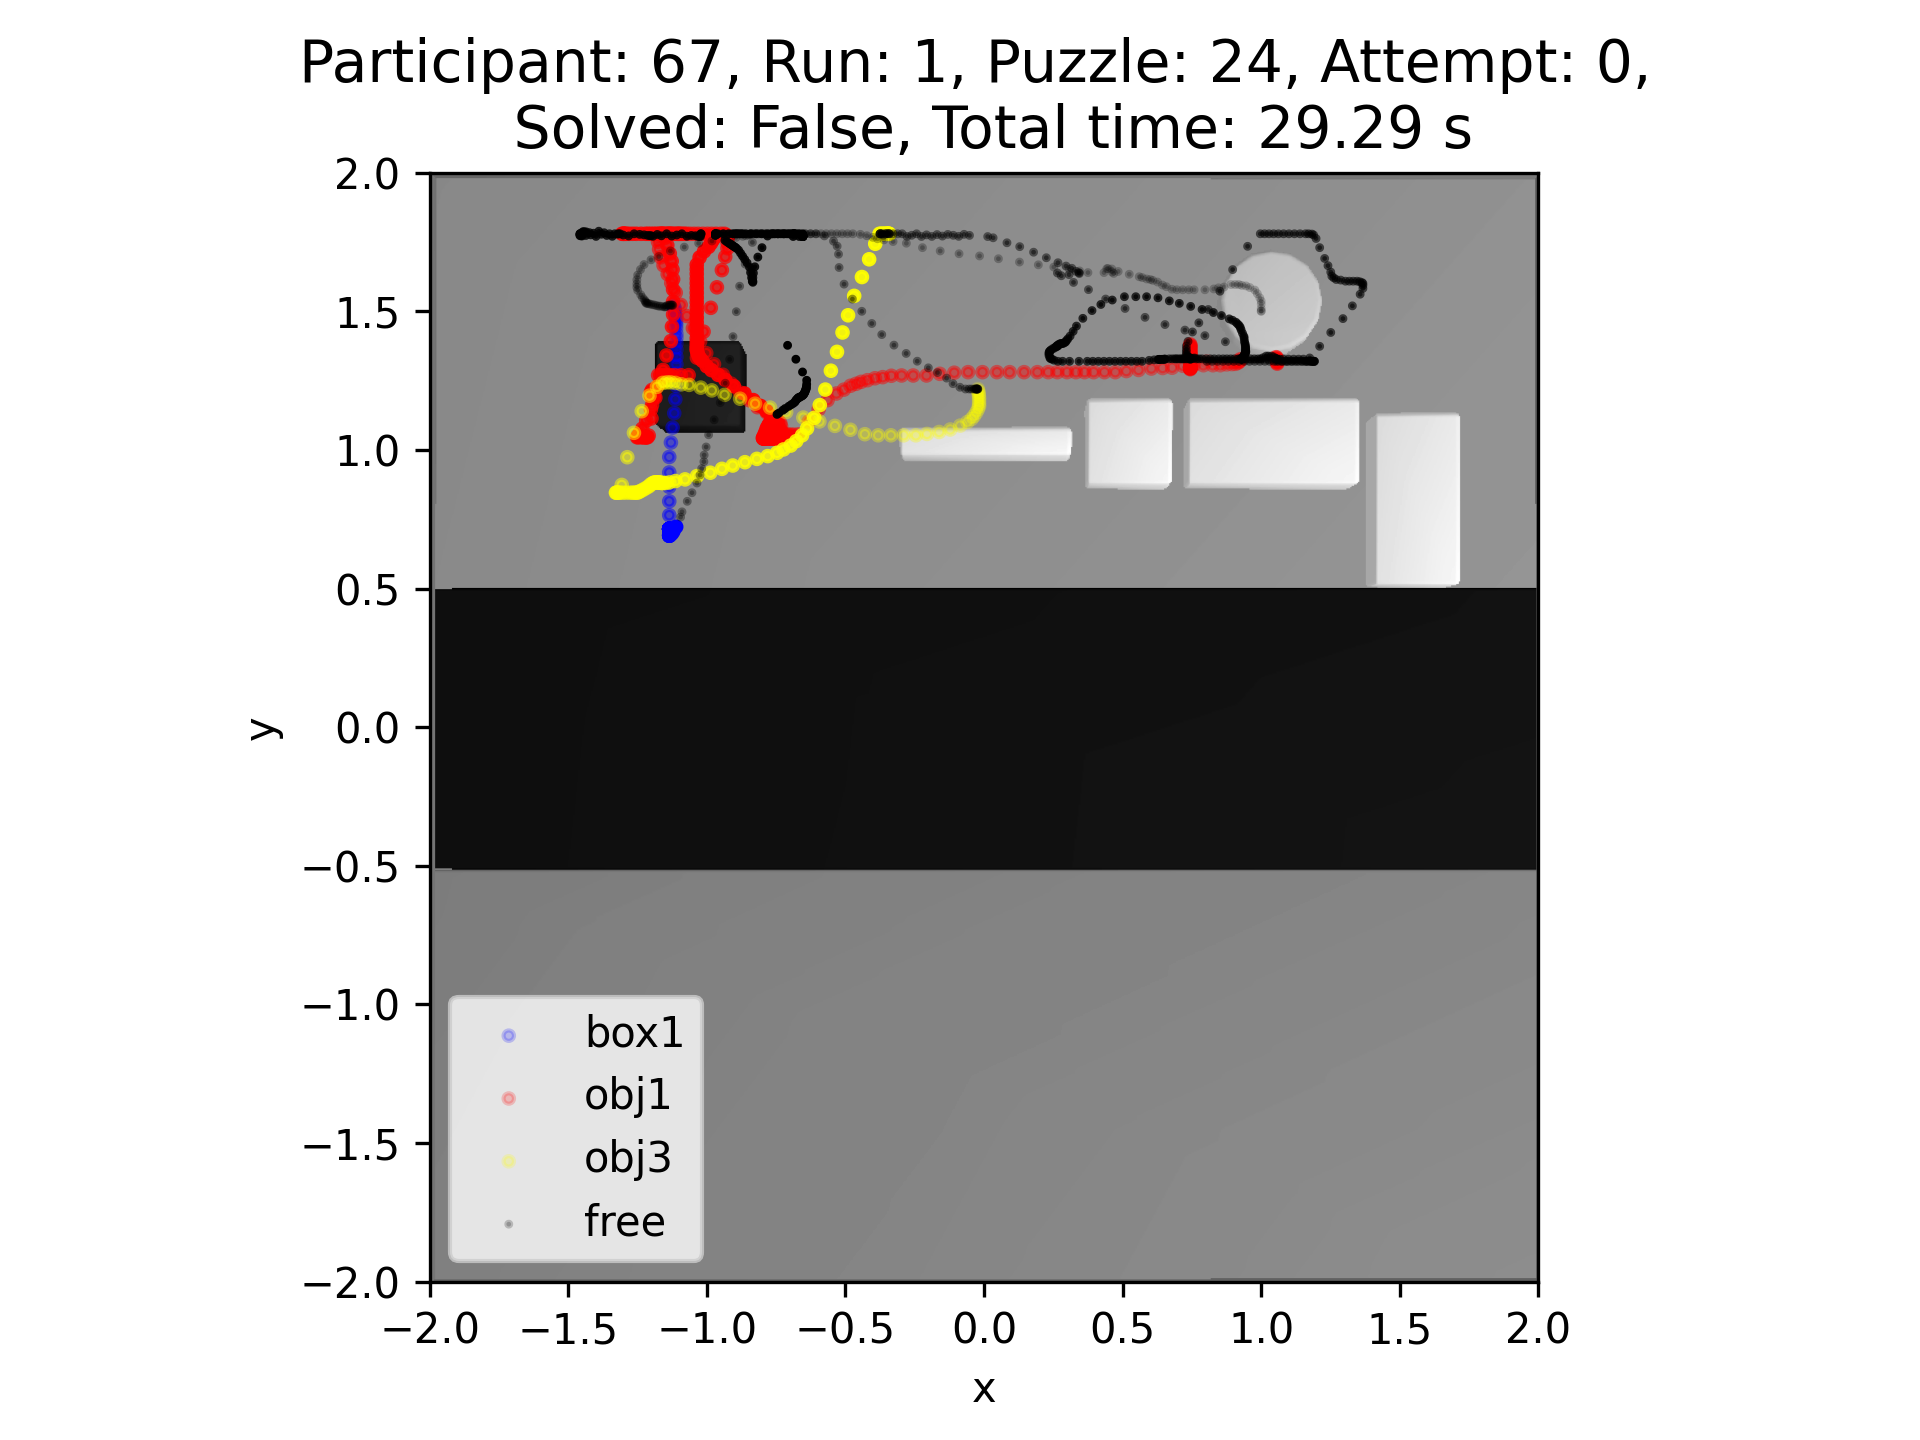 Participant: 67, Run: 1, Puzzle: 24, Attempt: 0,
Solved: False, Total time: 29.29 s
2.0
1.5
1.0
0.5
0.0
−0.5
−1.0
−1.5
−2.0
y
box1
obj1
obj3
free
−2.0 −1.5 −1.0 −0.5 0.0 0.5 1.0 1.5 2.0
x